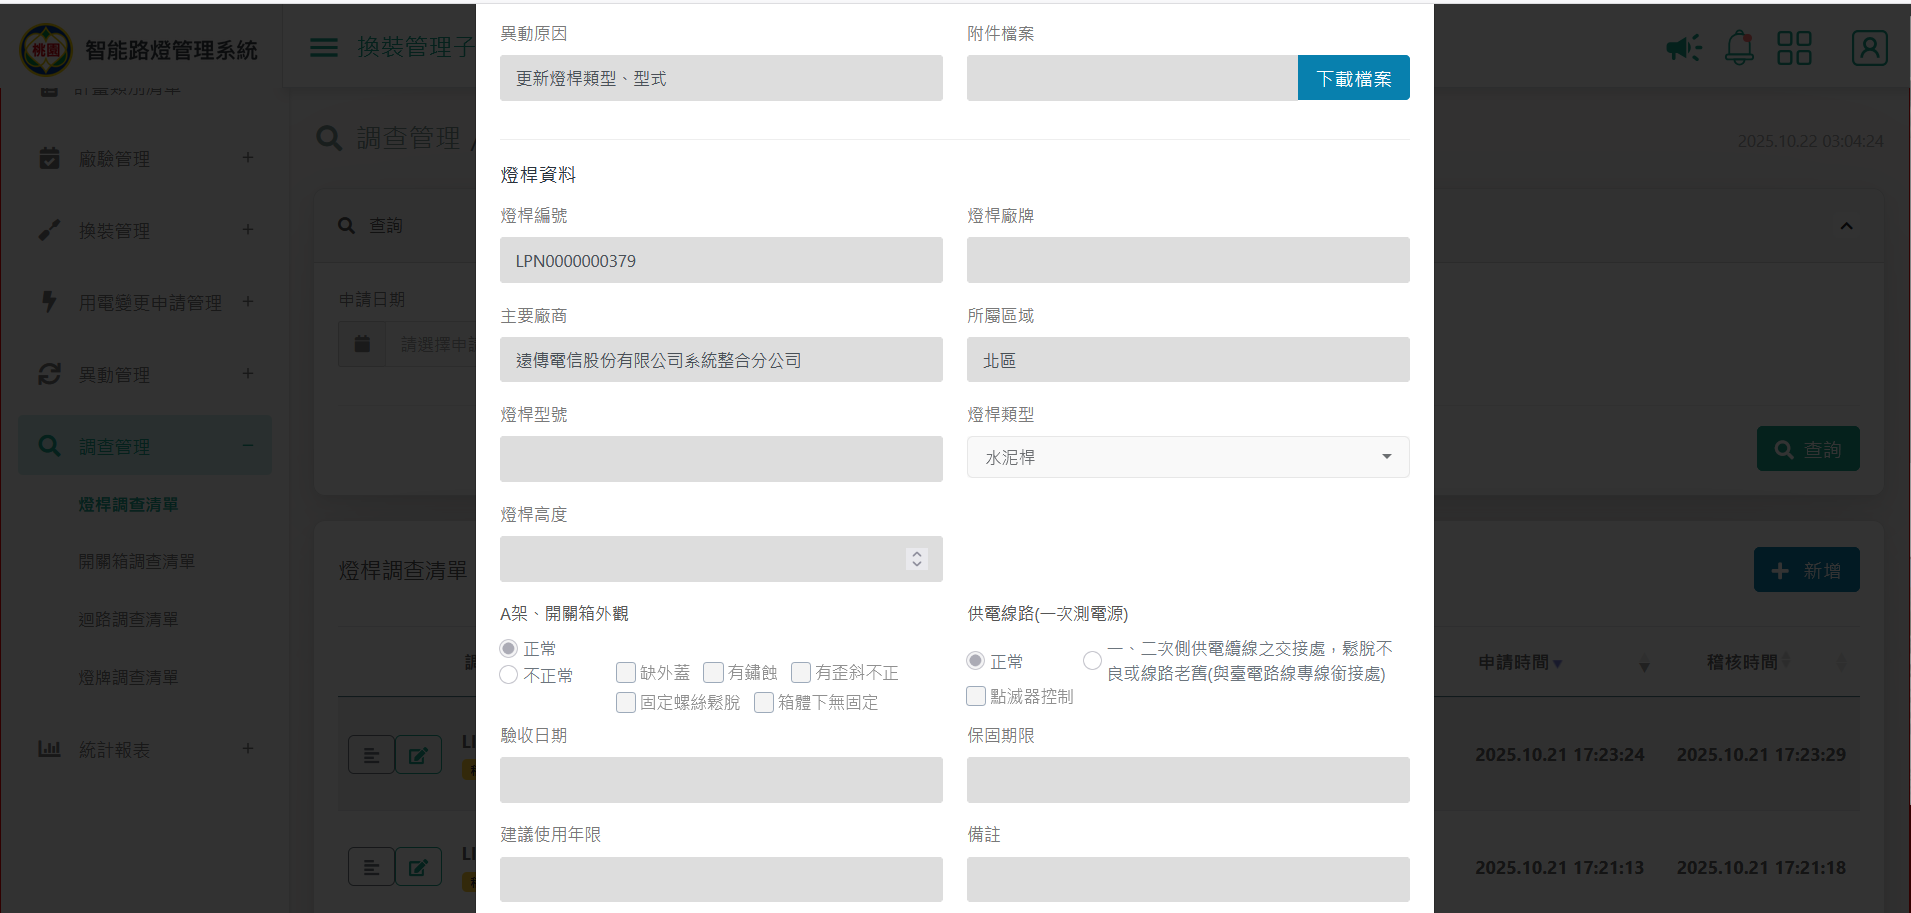 桃園
智能路燈管理系統
換裝管理子
計畫類別清單
廠驗管理
換裝管理
用電變更申請管理
異動管理
調查管理
燈桿調查清單
開關箱調查清單
迴路調查清單
燈牌調查清單
統計報表
調查管理 /
2025.10.22 03:04:24
查詢
申請日期
請選擇申請
查詢
燈桿調查清單
新增
申請時間
稽核時間
2025.10.21 17:23:24
2025.10.21 17:23:29
2025.10.21 17:21:13
2025.10.21 17:21:18
異動原因
附件檔案
更新燈桿類型、型式
下載檔案
燈桿資料
燈桿編號
燈桿廠牌
LPN0000000379
主要廠商
所屬區域
遠傳電信股份有限公司系統整合分公司
北區
燈桿型號
燈桿類型
水泥桿
燈桿高度
A架、開關箱外觀
供電線路(一次測電源)
正常
不正常
缺外蓋
有鏽蝕
有歪斜不正
固定螺絲鬆脫
箱體下無固定
正常
一、二次側供電纜線之交接處，鬆脫不
良或線路老舊(與臺電路線專線銜接處)
點滅器控制
驗收日期
保固期限
建議使用年限
備註